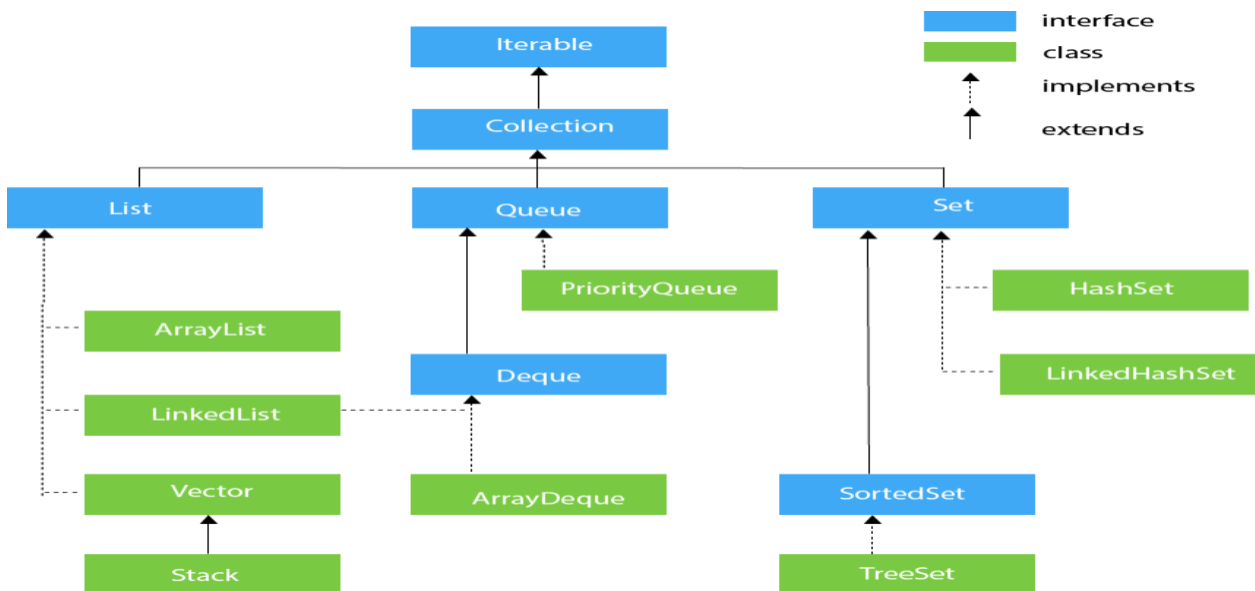 interface
class
implements
extends
Iterable
Collection
List
Queue
Set
PriorityQueue
HashSet
ArrayList
Deque
LinkedHashSet
LinkedList
Vector
ArrayDeque
SortedSet
Stack
TreeSet